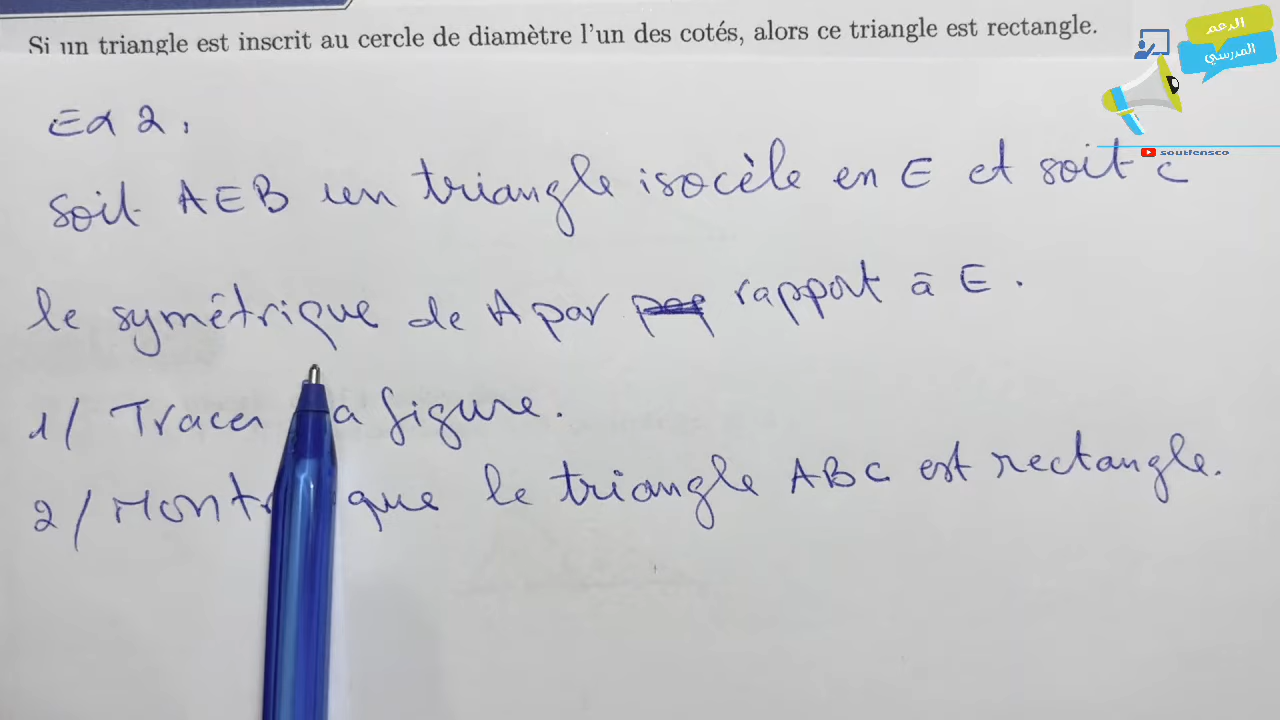 Si un triangle est inscrit au cercle de diamètre l'un des cotés, alors ce triangle est rectangle.
الدعم
المدرسي
soutiensco
Ex 2.
soit AEB un triangle isocèle en E et soit C
le symétrique de A par rapport à E.
1/ Tracer la figure.
2/ Montr que le triangle ABC est rectangle.